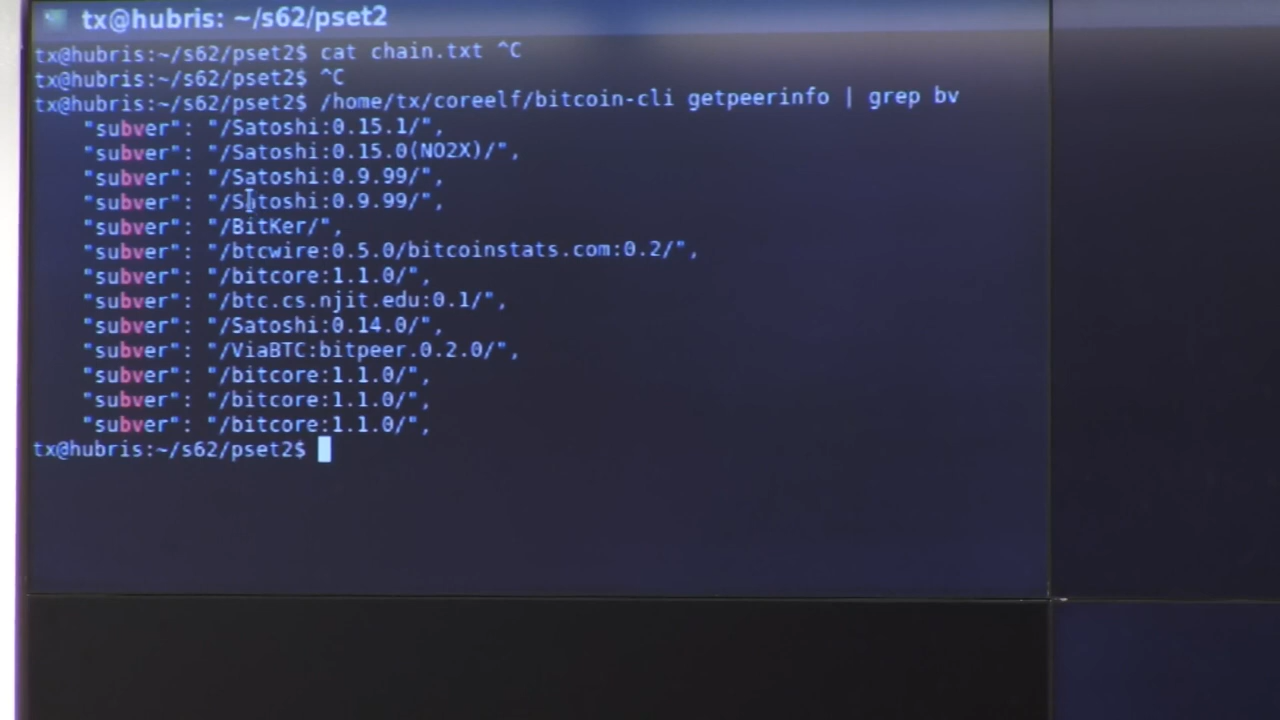 tx@hubris: ~/s62/pset2
tx@hubris:~/s62/pset2$ cat chain.txt ^C
tx@hubris:~/s62/pset2$ ^C
tx@hubris:~/s62/pset2$ /home/tx/coreelf/bitcoin-cli getpeerinfo | grep bv
"subver": "/Satoshi:0.15.1/",
"subver": "/Satoshi:0.15.0(NO2X)/",
"subver": "/Satoshi:0.9.99/",
"subver": "/Satoshi:0.9.99/",
"subver": "/BitKer/",
"subver": "/btcwire:0.5.0/bitcoinstats.com:0.2/",
"subver": "/bitcore:1.1.0/",
"subver": "/btc.cs.njit.edu:0.1/",
"subver": "/Satoshi:0.14.0/",
"subver": "/ViaBTC:bitpeer.0.2.0/",
"subver": "/bitcore:1.1.0/",
"subver": "/bitcore:1.1.0/",
"subver": "/bitcore:1.1.0/",
tx@hubris:~/s62/pset2$